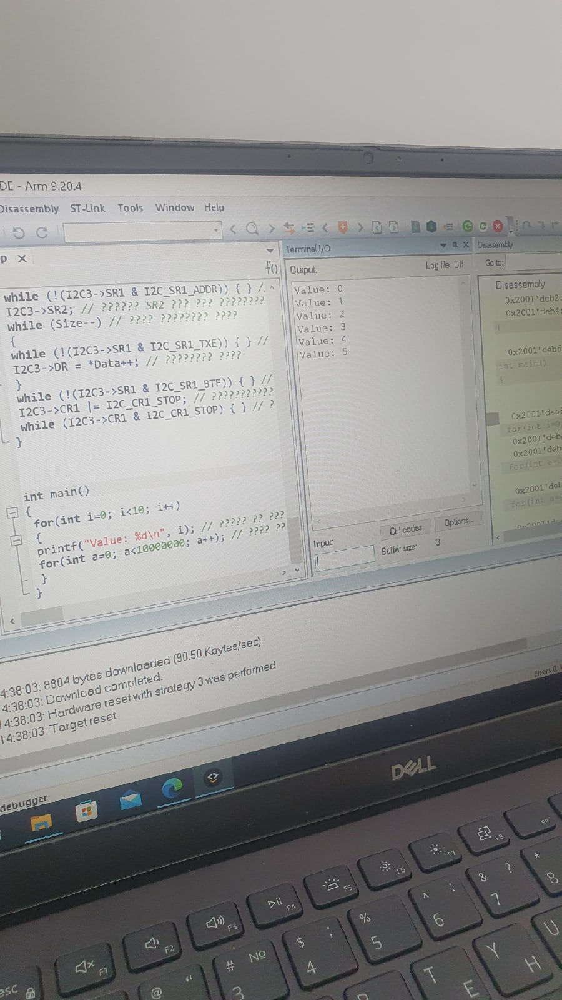 DE - Arm 9.20.4
Disassembly ST-Link Tools Window Help
p X
f()
while (!(I2C3->SR1 & I2C_SR1_ADDR)) { } /
I2C3->SR2; // ?????? SR2 ??? ??? ????????
while (Size--) // ???? ???????? ????
{
while (!(I2C3->SR1 & I2C_SR1_TXE)) { } //
I2C3->DR = *Data++; // ???????? ????
}
while (!(I2C3->SR1 & I2C_SR1_BTF)) { } //
I2C3->CR1 |= I2C_CR1_STOP; // ???????????
while (I2C3->CR1 & I2C_CR1_STOP) { } // ?
}
int main()
{
for(int i=0; i<10; i++)
{
printf("Value: %d\n", i); // ????? ?? ???
for(int a=0; a<10000000; a++); // ???? ??
}
}
Terminal I/O
Output: Log file: Off
Value: 0
Value: 1
Value: 2
Value: 3
Value: 4
Value: 5
Input: Ctrl codes Options...
Buffer size: 3
Disassembly
Go to:
Disassembly
0x2001'deb2:
0x2001'deb4:
}
0x2001'deb6
int main()
{
0x2001'deb
for(int i=0;
0x2001'deb
0x2001'deb
for(int a=0
0x2001'deb
for(int a=
4:38:03: 8804 bytes downloaded (90.50 Kbytes/sec)
4:38:03: Download completed.
14:38:03: Hardware reset with strategy 3 was performed
14:38:03: Target reset
Errors 0,
debugger
DELL
F1 F2 F3 F4 F5 F6 F7 F8 F9
esc Fn @ “ # № 3 $ ; 4 % 5 ^ : 6 & ? 7 * 8
T E Y H U